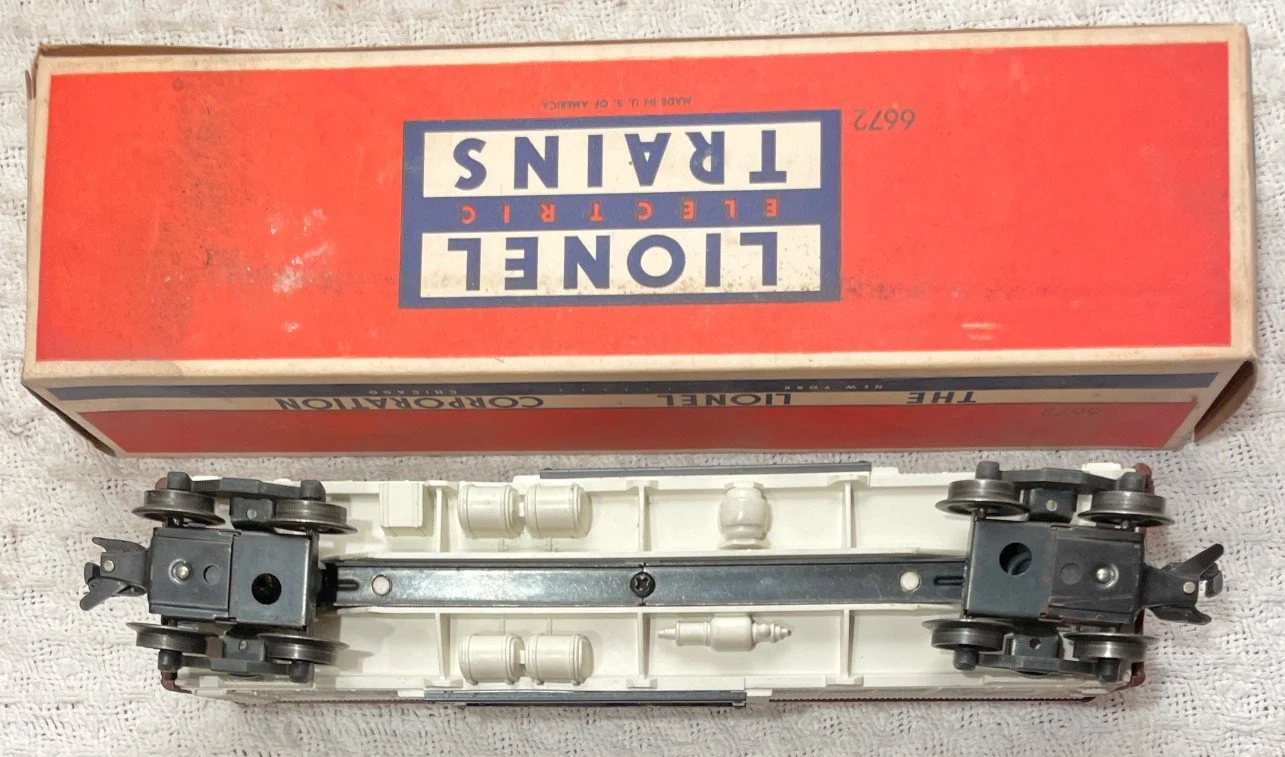 LIONEL
ELECTRIC
TRAINS
MADE IN U. S. OF AMERICA
6672
6672 THE LIONEL CORPORATION
NEW YORK CHICAGO